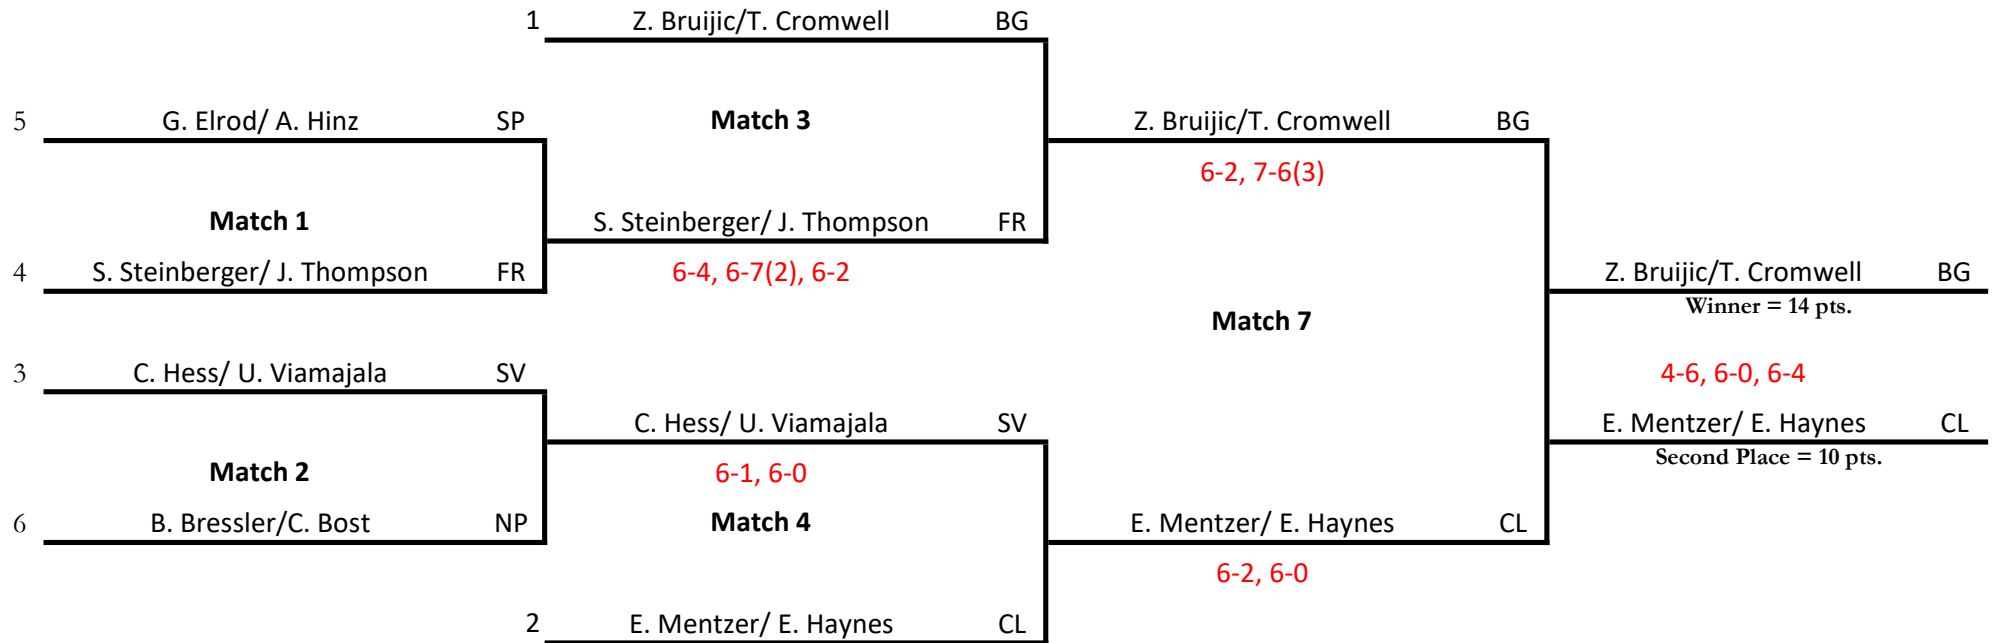 1 Z. Bruijic/T. Cromwell BG
5 G. Elrod/ A. Hinz SP Match 3 Z. Bruijic/T. Cromwell BG
6-2, 7-6(3)
Match 1 S. Steinberger/ J. Thompson FR
4 S. Steinberger/ J. Thompson FR 6-4, 6-7(2), 6-2 Z. Bruijic/T. Cromwell BG
Winner = 14 pts.
Match 7
3 C. Hess/ U. Viamajala SV 4-6, 6-0, 6-4
C. Hess/ U. Viamajala SV E. Mentzer/ E. Haynes CL
Second Place = 10 pts.
Match 2 6-1, 6-0
6 B. Bressler/C. Bost NP Match 4 E. Mentzer/ E. Haynes CL
6-2, 6-0
2 E. Mentzer/ E. Haynes CL